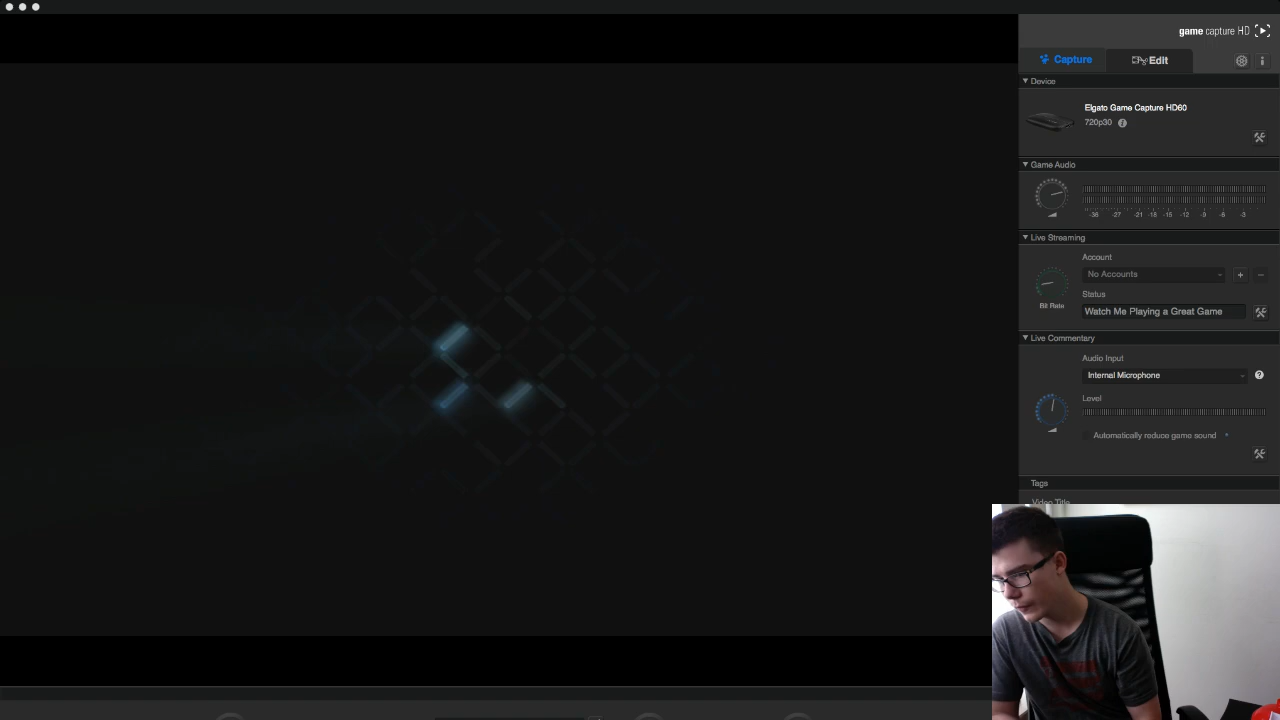 game capture HD
Capture
Edit
Device
Elgato Game Capture HD60
720p30
Game Audio
-36 -27 -21 -18 -15 -12 -9 -6 -3
Live Streaming
Account
No Accounts
Bit Rate
Status
Watch Me Playing a Great Game
Live Commentary
Audio Input
Internal Microphone
Level
Automatically reduce game sound
Tags
Video Title